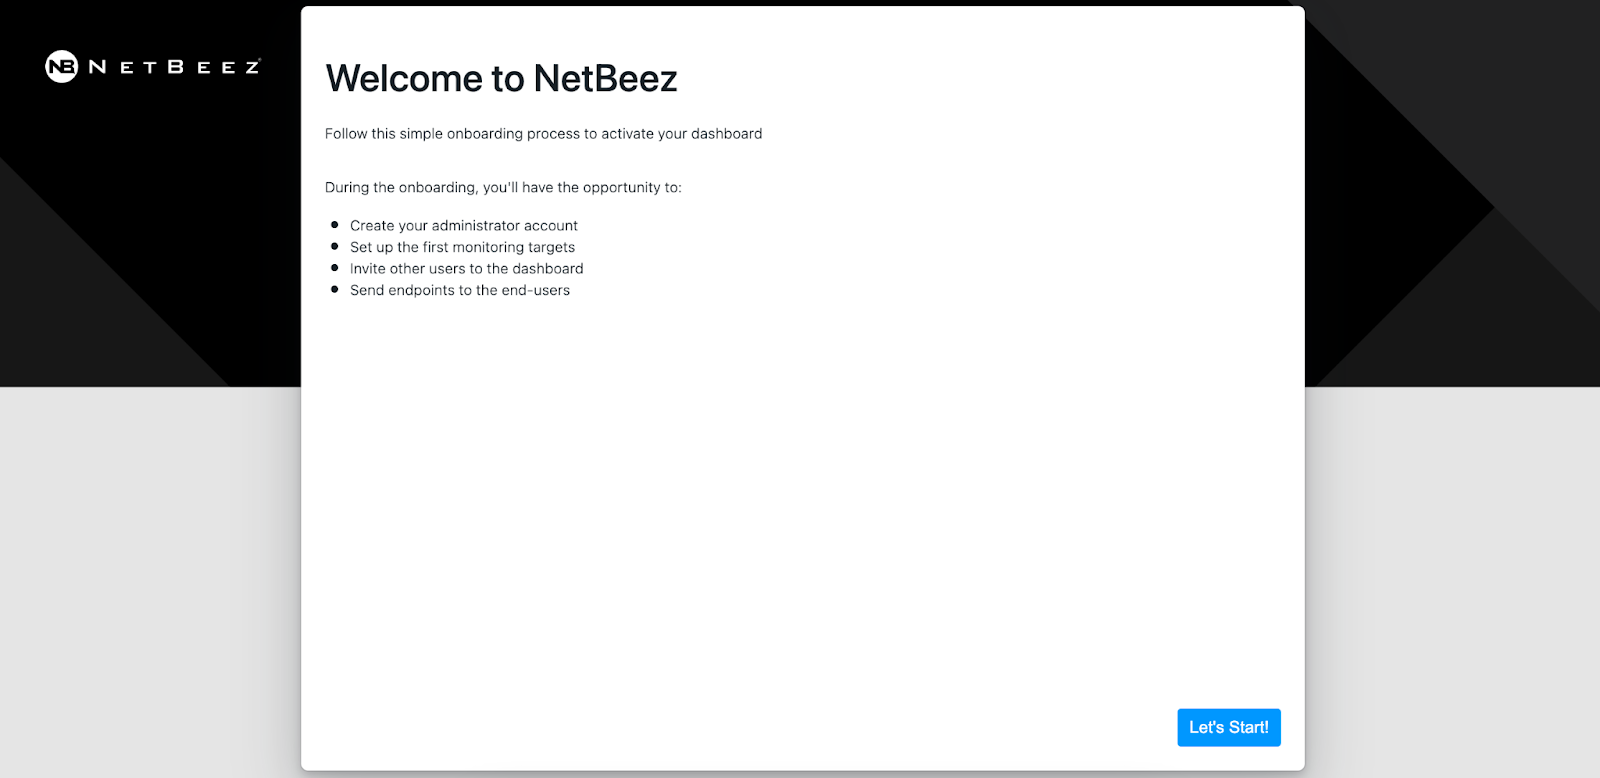 NB NETBEEZ
Welcome to NetBeez
Follow this simple onboarding process to activate your dashboard
During the onboarding, you'll have the opportunity to:
Create your administrator account
Set up the first monitoring targets
Invite other users to the dashboard
Send endpoints to the end-users
Let's Start!